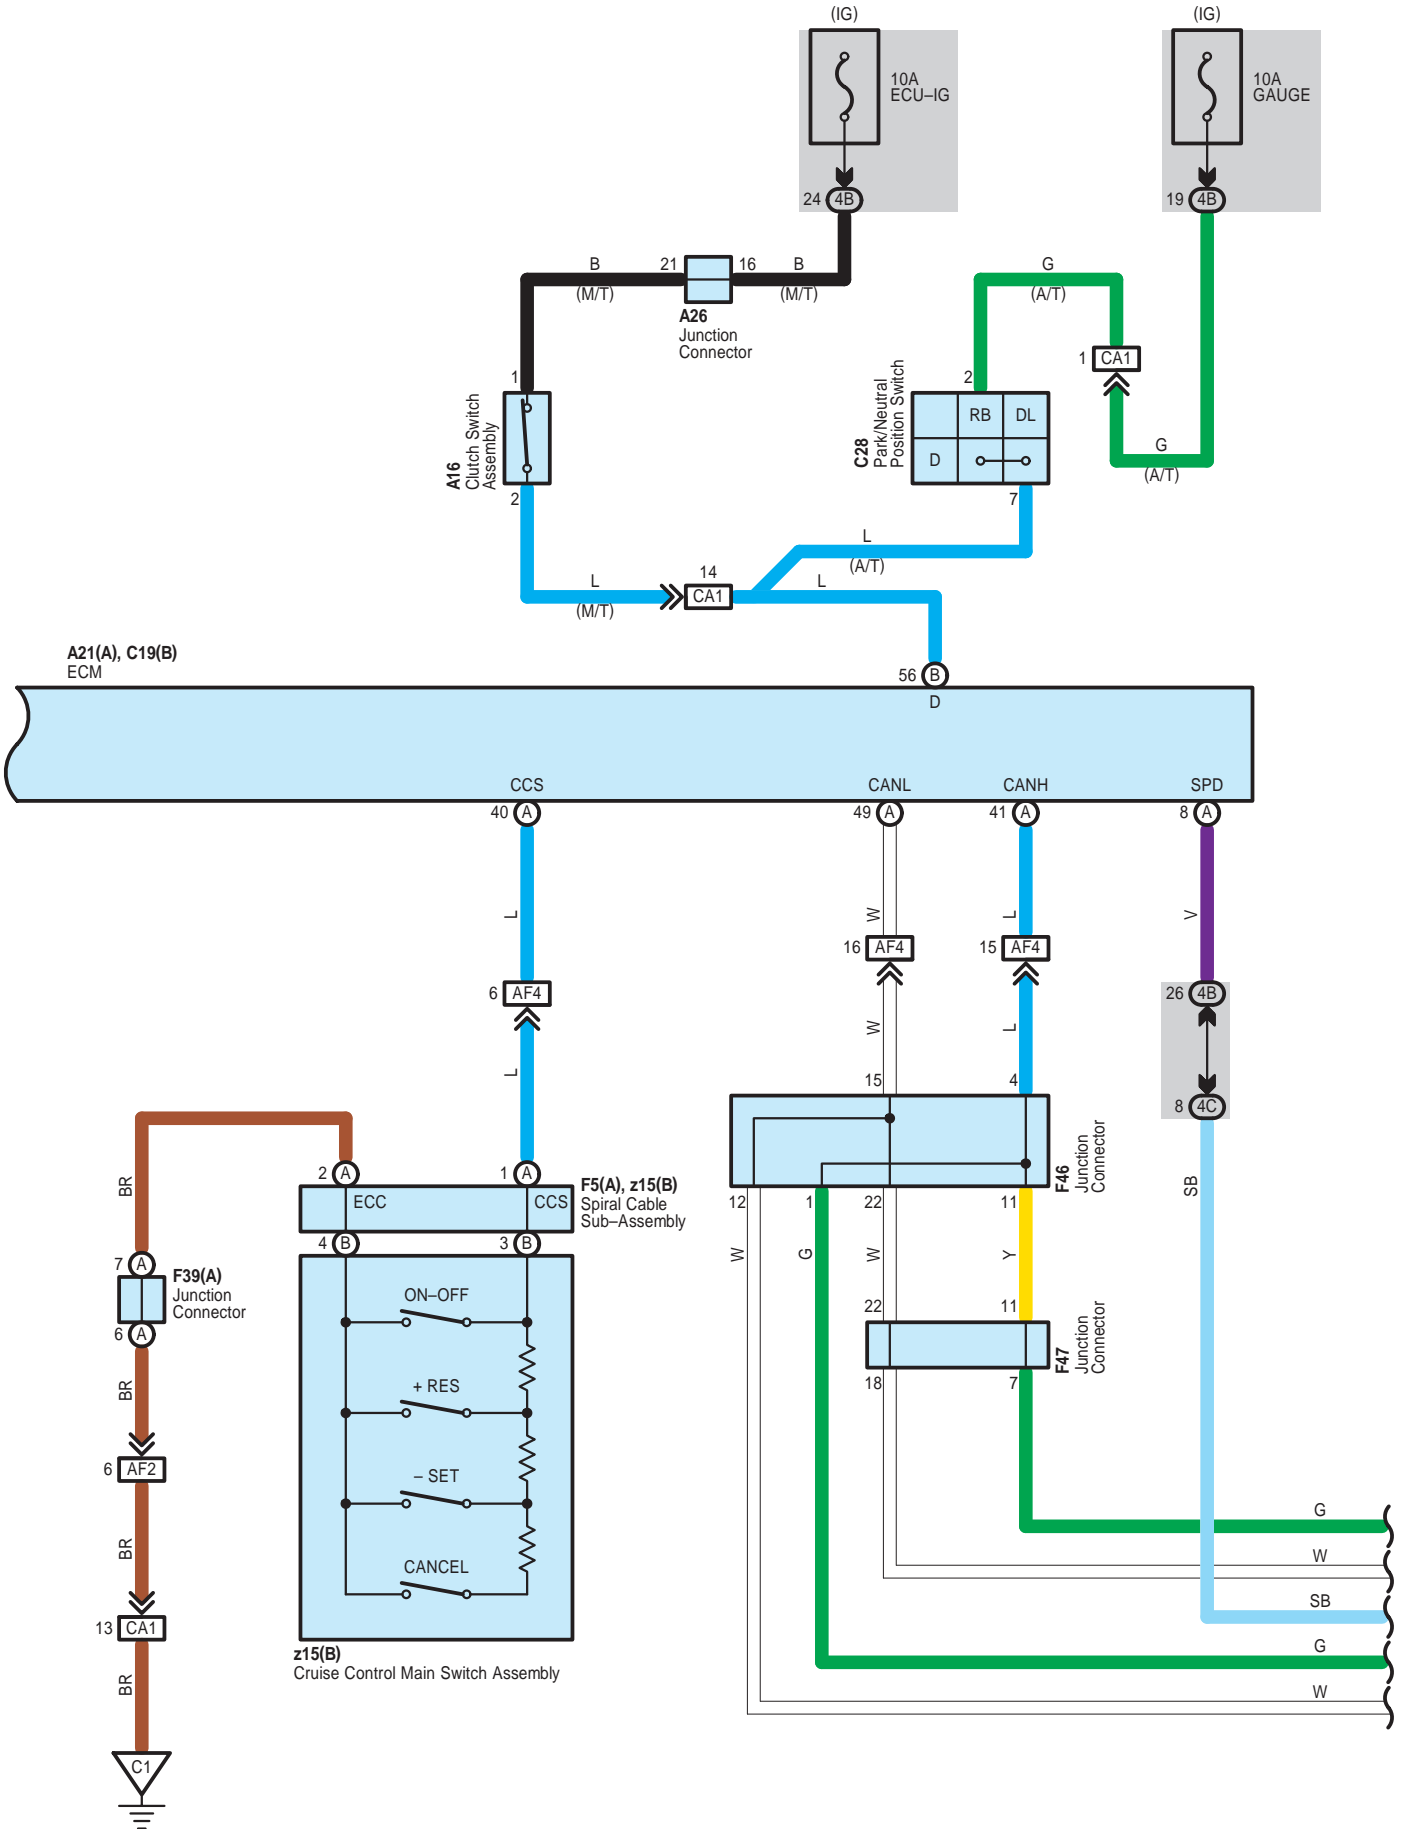 (IG)
(IG)
10A
ECU–IG
10A
GAUGE
24 4B
19 4B
B
(M/T)
21
16
B
(M/T)
A26
Junction
Connector
G
(A/T)
1 CA1
G
(A/T)
1
A16
Clutch Switch
Assembly
2
2
C28
Park/Neutral
Position Switch
RB DL
D
7
L
(A/T)
L
(M/T)
14
CA1
L
A21(A), C19(B)
ECM
56 B
D
CCS
CANL
CANH
SPD
40 A
49 A
41 A
8 A
L
W
L
V
16 AF4
15 AF4
6 AF4
26 4B
W
L
L
15
4
8 4C
F46
Junction
Connector
BR
2 A
1 A
ECC
CCS
F5(A), z15(B)
Spiral Cable
Sub–Assembly
4 B
3 B
12
1
22
11
SB
W
G
W
Y
7 A
F39(A)
Junction
Connector
6 A
ON–OFF
22
11
F47
Junction
Connector
18
7
BR
+ RES
6 AF2
– SET
BR
CANCEL
13 CA1
z15(B)
Cruise Control Main Switch Assembly
BR
C1
G
W
SB
G
W